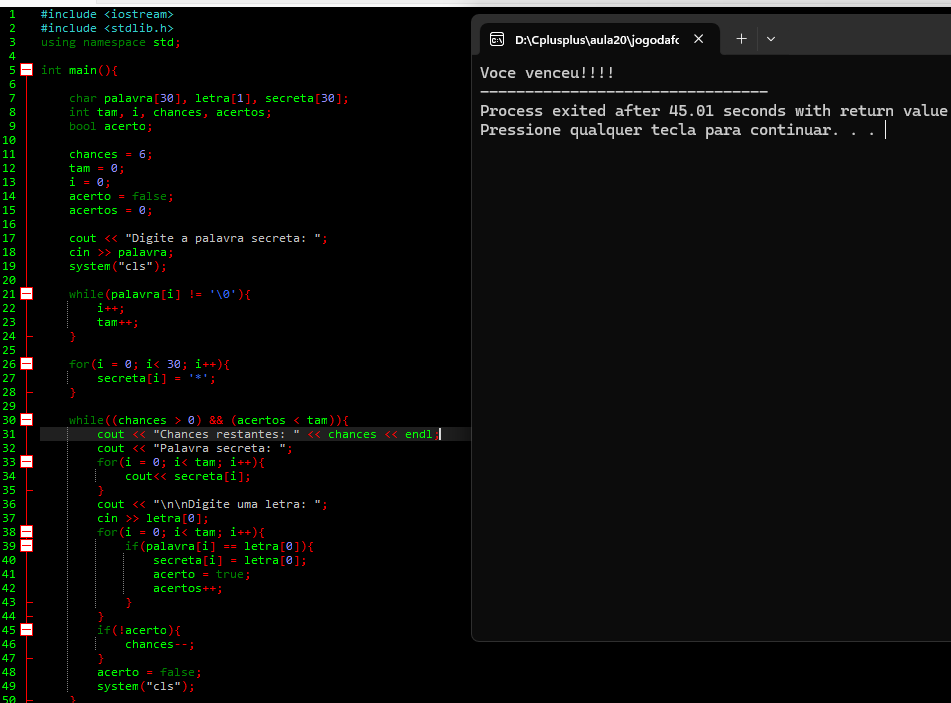 1 #include <iostream>
2 #include <stdlib.h>
3 using namespace std;
4
5 int main(){
6
7 char palavra[30], letra[1], secreta[30];
8 int tam, i, chances, acertos;
9 bool acerto;
10
11 chances = 6;
12 tam = 0;
13 i = 0;
14 acerto = false;
15 acertos = 0;
16
17 cout << "Digite a palavra secreta: ";
18 cin >> palavra;
19 system("cls");
20
21 while(palavra[i] != '\0'){
22 i++;
23 tam++;
24 }
25
26 for(i = 0; i< 30; i++){
27 secreta[i] = '*';
28 }
29
30 while((chances > 0) && (acertos < tam)){
31 cout << "Chances restantes: " << chances << endl;
32 cout << "Palavra secreta: ";
33 for(i = 0; i< tam; i++){
34 cout<< secreta[i];
35 }
36 cout << "\n\nDigite uma letra: ";
37 cin >> letra[0];
38 for(i = 0; i< tam; i++){
39 if(palavra[i] == letra[0]){
40 secreta[i] = letra[0];
41 acerto = true;
42 acertos++;
43 }
44 }
45 if(!acerto){
46 chances--;
47 }
48 acerto = false;
49 system("cls");
50 }
D:\Cplusplus\aula20\jogodafc
Voce venceu!!!!
--------------------------------
Process exited after 45.01 seconds with return value
Pressione qualquer tecla para continuar. . .